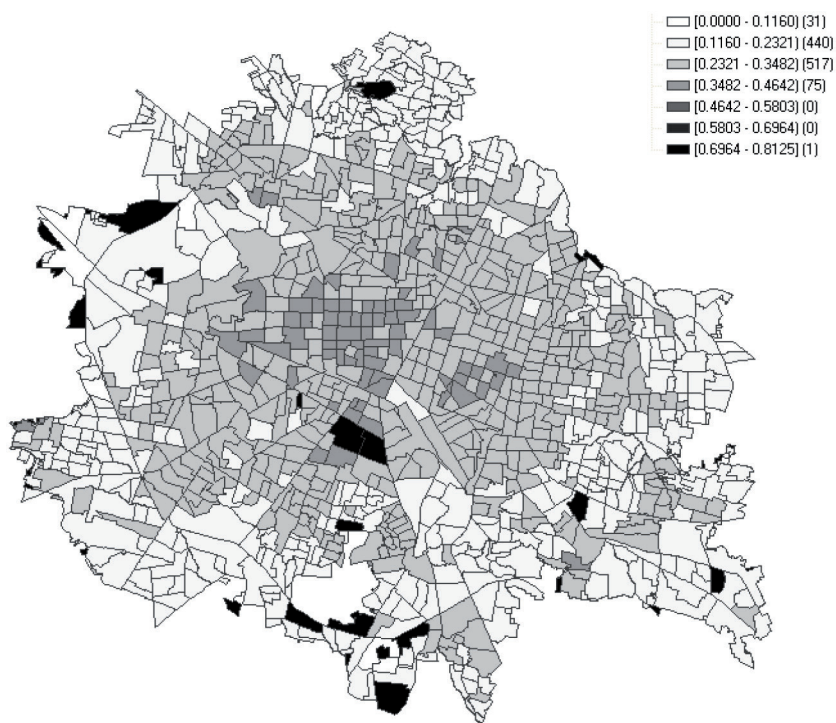 [0.0000 - 0.1160) (31)
[0.1160 - 0.2321) (440)
[0.2321 - 0.3482) (517)
[0.3482 - 0.4642) (75)
[0.4642 - 0.5803) (0)
[0.5803 - 0.6964) (0)
[0.6964 - 0.8125] (1)